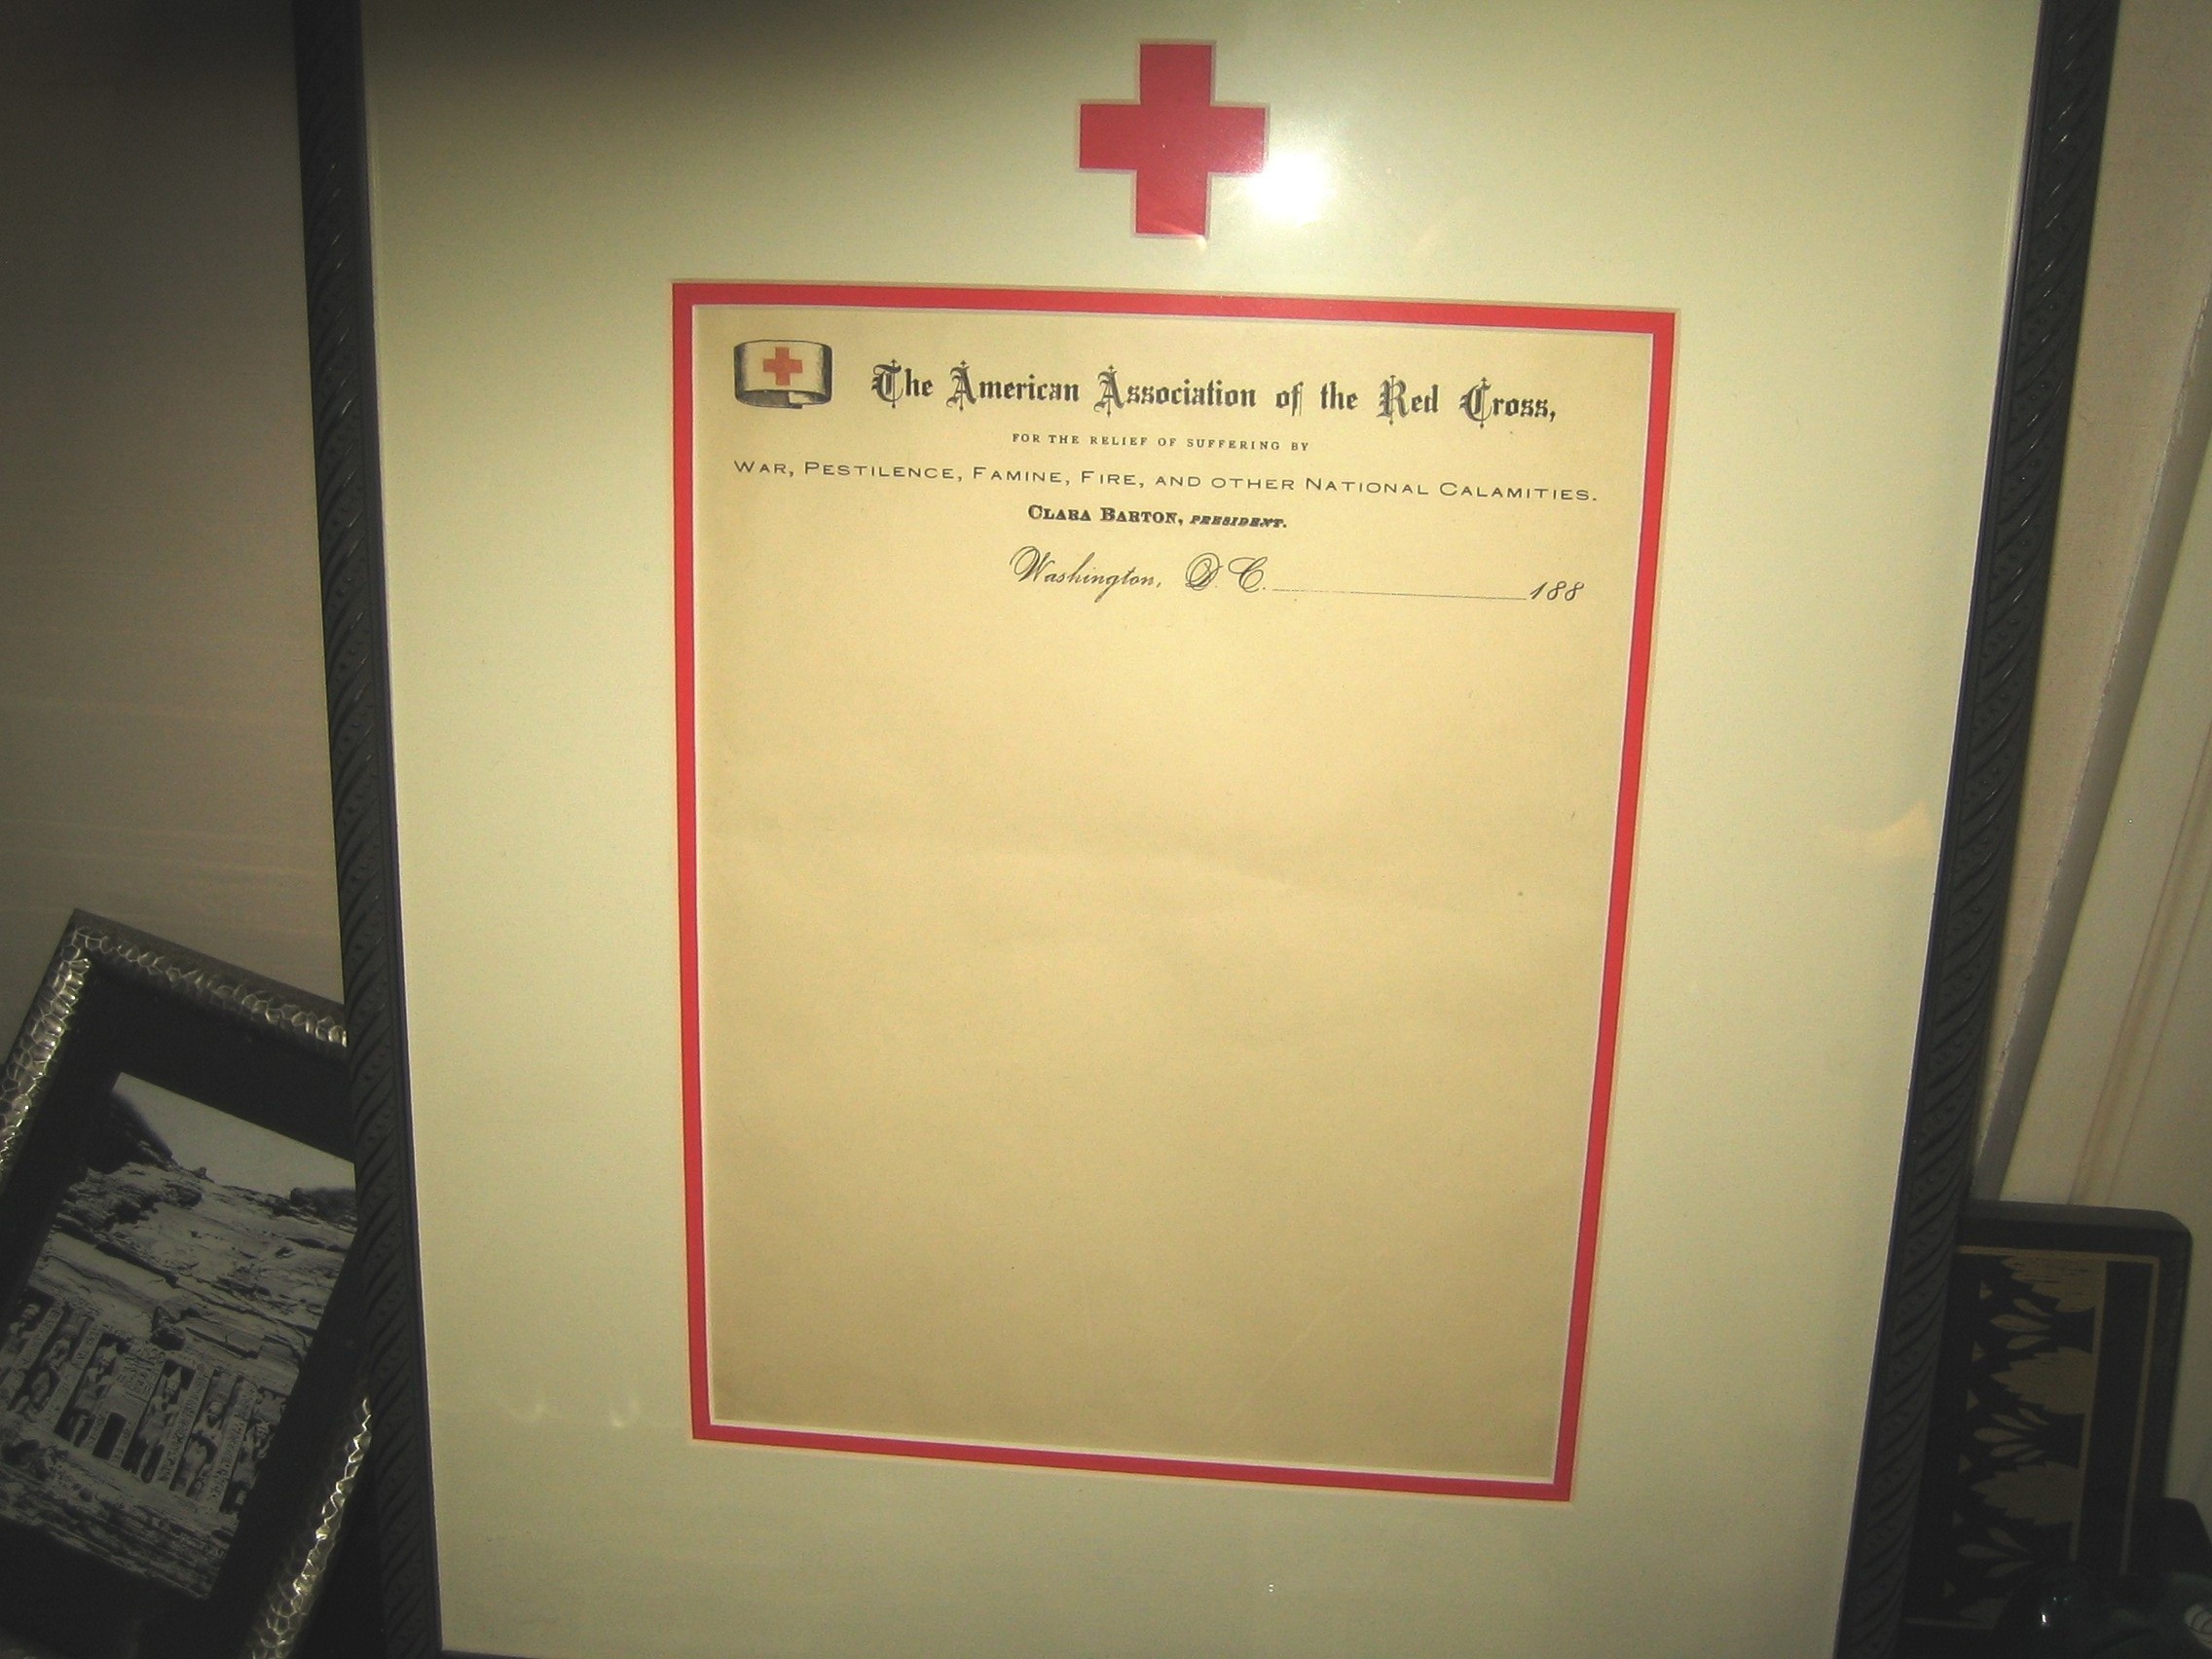 The American Association of the Red Cross,
FOR THE RELIEF OF SUFFERING BY
WAR, PESTILENCE, FAMINE, FIRE, AND OTHER NATIONAL CALAMITIES.
CLARA BARTON, PRESIDENT.
Washington, D.C. 188